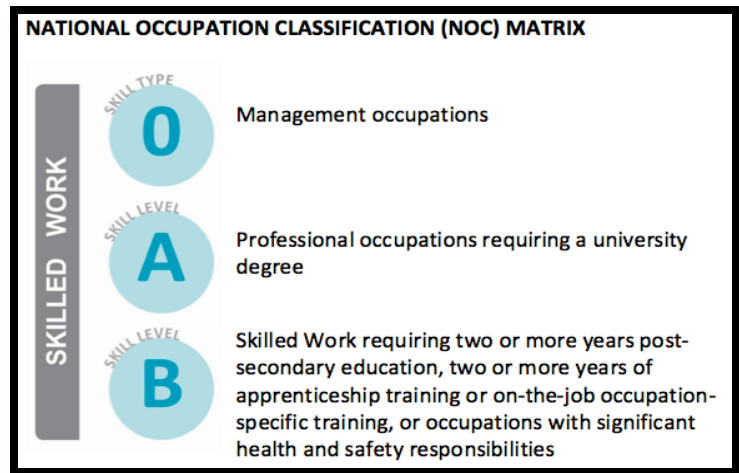 NATIONAL OCCUPATION CLASSIFICATION (NOC) MATRIX
SKILLED WORK
SKILL TYPE
0
Management occupations
SKILL LEVEL
A
Professional occupations requiring a university
degree
SKILL LEVEL
B
Skilled Work requiring two or more years post-
secondary education, two or more years of
apprenticeship training or on-the-job occupation-
specific training, or occupations with significant
health and safety responsibilities